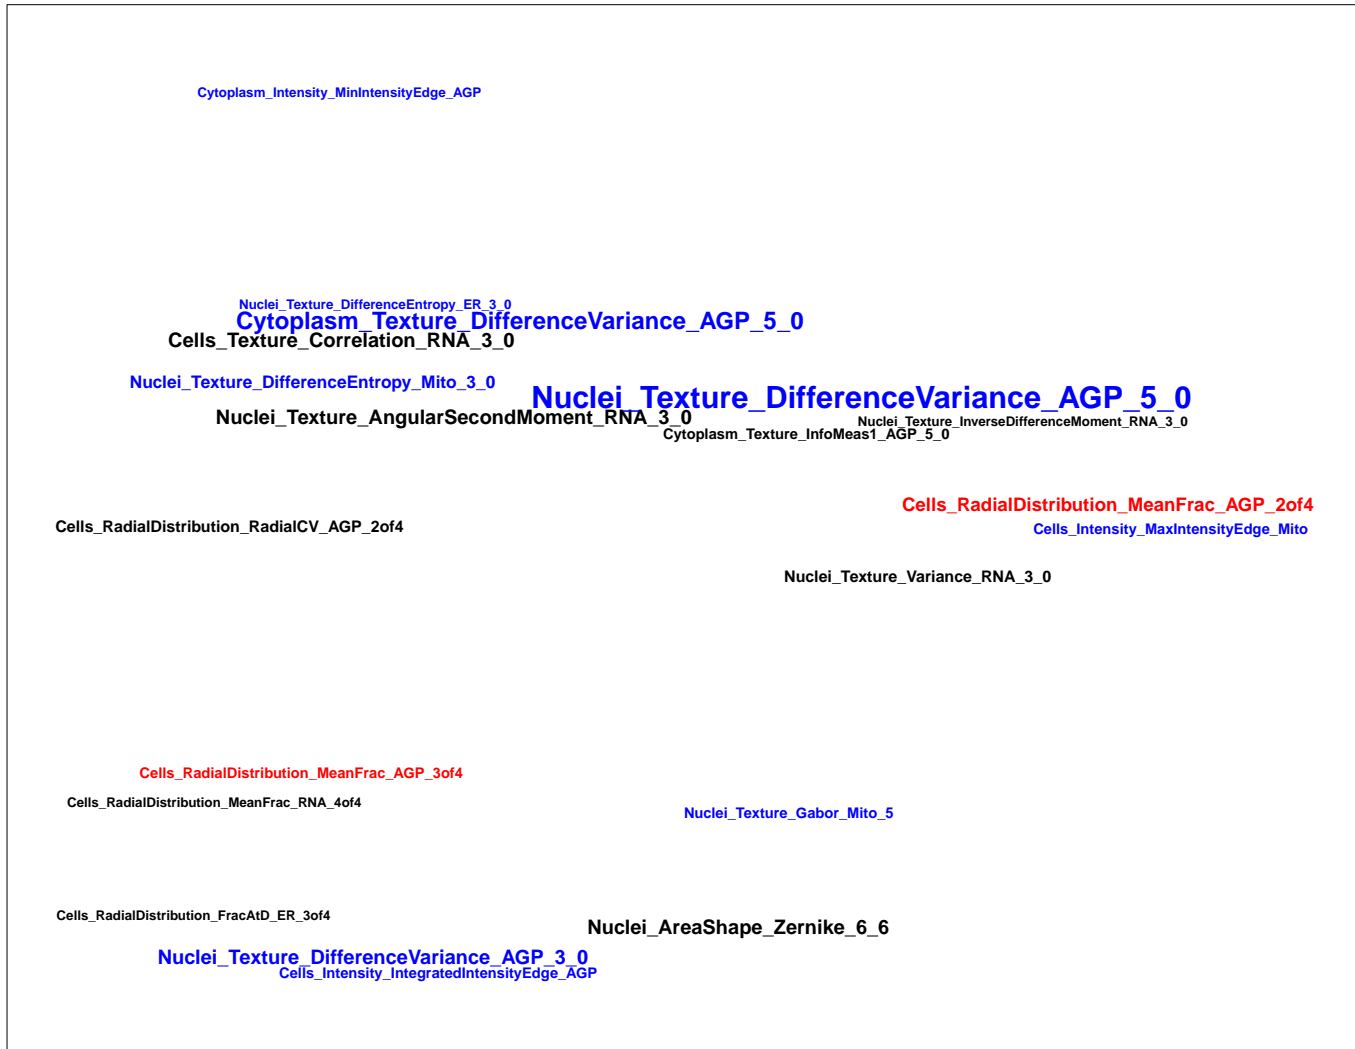 Cytoplasm_Intensity_MinIntensityEdge_AGP
Nuclei_Texture_DifferenceEntropy_ER_3_0
Cytoplasm_Texture_DifferenceVariance_AGP_5_0
Cells_Texture_Correlation_RNA_3_0
Nuclei_Texture_DifferenceEntropy_Mito_3_0
Nuclei_Texture_DifferenceVariance_AGP_5_0
Nuclei_Texture_AngularSecondMoment_RNA_3_0
Nuclei_Texture_InverseDifferenceMoment_RNA_3_0
Cytoplasm_Texture_InfoMeas1_AGP_5_0
Cells_RadialDistribution_MeanFrac_AGP_2of4
Cells_RadialDistribution_RadialCV_AGP_2of4
Cells_Intensity_MaxIntensityEdge_Mito
Nuclei_Texture_Variance_RNA_3_0
Cells_RadialDistribution_MeanFrac_AGP_3of4
Cells_RadialDistribution_MeanFrac_RNA_4of4
Nuclei_Texture_Gabor_Mito_5
Cells_RadialDistribution_FracAtD_ER_3of4
Nuclei_AreaShape_Zernike_6_6
Nuclei_Texture_DifferenceVariance_AGP_3_0
Cells_Intensity_IntegratedIntensityEdge_AGP